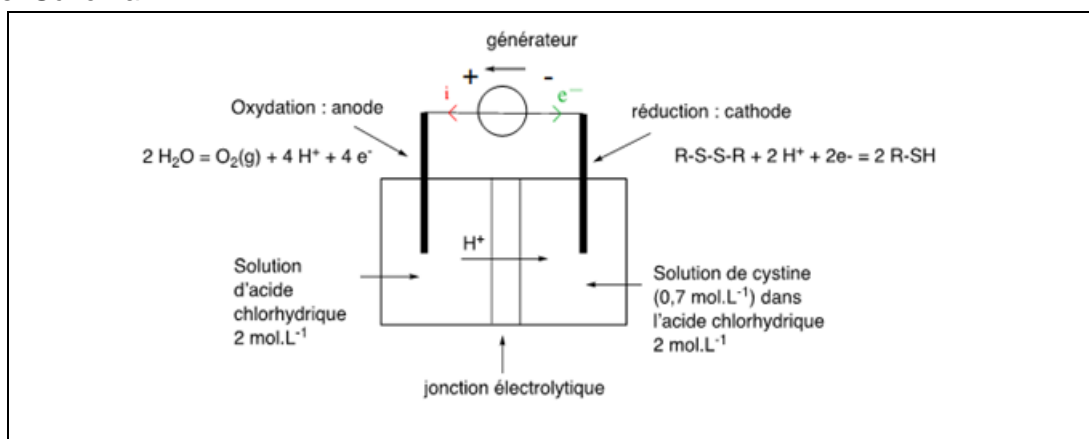 générateur
+ -
i e⁻
Oxydation : anode
réduction : cathode
2 H₂O = O₂(g) + 4 H⁺ + 4 e⁻
R-S-S-R + 2 H⁺ + 2e- = 2 R-SH
H⁺
Solution
d'acide
chlorhydrique
2 mol.L⁻¹
Solution de cystine
(0,7 mol.L⁻¹) dans
l'acide chlorhydrique
2 mol.L⁻¹
jonction électrolytique